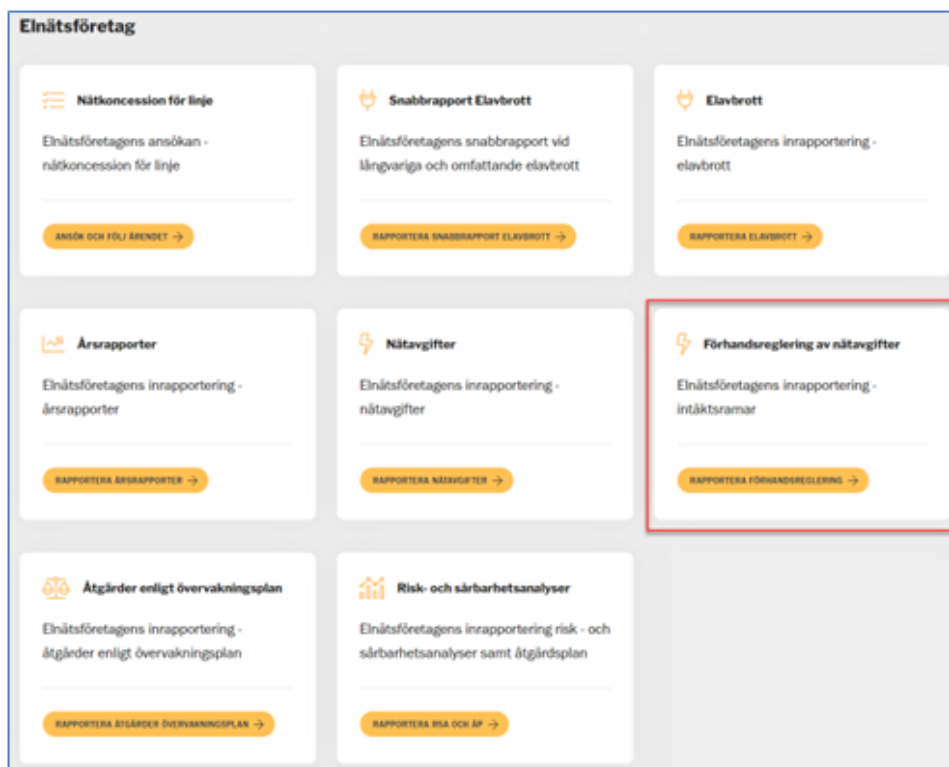 Elnätsföretag
Nätkoncession för linje
Elnätsföretagens ansökan -
nätkoncession för linje
ANSÖK OCH FÖLJ ÄRENDET →
Snabbrapport Elavbrott
Elnätsföretagens snabbrapport vid
långvariga och omfattande elavbrott
RAPPORTERA SNABBRAPPORT ELAVBROTT →
Elavbrott
Elnätsföretagens inrapportering -
elavbrott
RAPPORTERA ELAVBROTT →
Årsrapporter
Elnätsföretagens inrapportering -
årsrapporter
RAPPORTERA ÅRSRAPPORTER →
Nätavgifter
Elnätsföretagens inrapportering -
nätavgifter
RAPPORTERA NÄTAVGIFTER →
Förhandsreglering av nätavgifter
Elnätsföretagens inrapportering -
intäktsramar
RAPPORTERA FÖRHANDSREGLERING →
Åtgärder enligt övervakningsplan
Elnätsföretagens inrapportering -
åtgärder enligt övervakningsplan
RAPPORTERA ÅTGÄRDER ÖVERVAKNINGSPLAN →
Risk- och sårbarhetsanalyser
Elnätsföretagens inrapportering risk - och
sårbarhetsanalyser samt åtgärdsplan
RAPPORTERA RSA OCH ÅP →